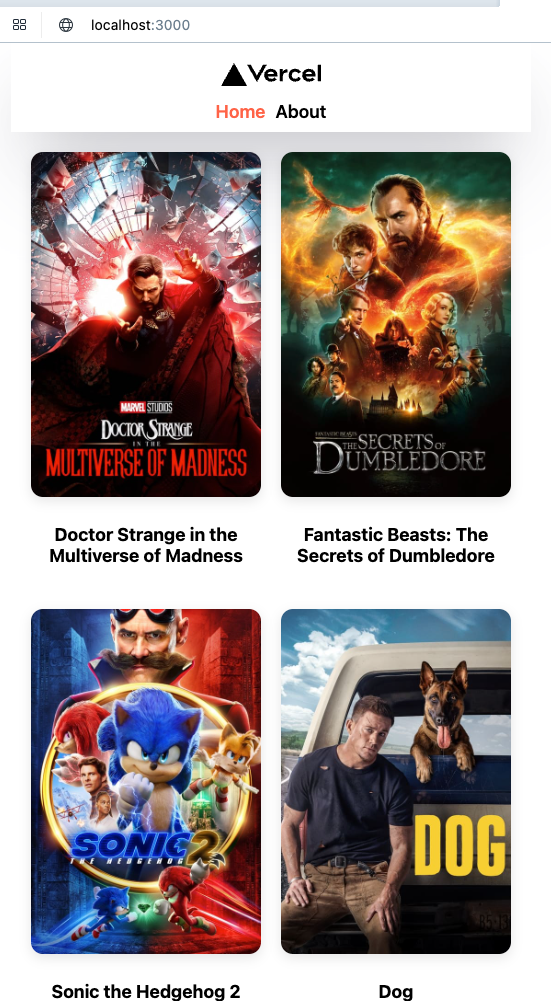 localhost:3000
Vercel
Home About
MARVEL STUDIOS
DOCTOR STRANGE
IN THE
MULTIVERSE OF MADNESS
FANTASTIC BEASTS
THE SECRETS OF
DUMBLEDORE
Doctor Strange in the
Multiverse of Madness
Fantastic Beasts: The
Secrets of Dumbledore
SONIC 2
THE HEDGEHOG
DOG
Sonic the Hedgehog 2
Dog